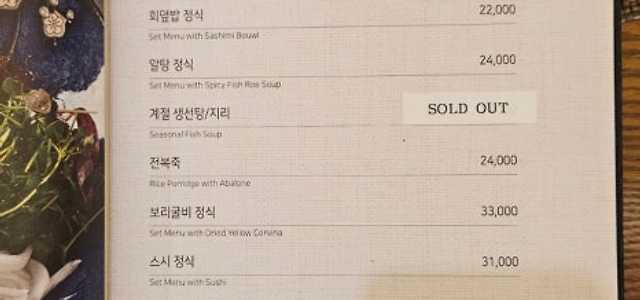 회덮밥 정식 22,000
Set Menu with Sashimi Bouwl
알탕 정식 24,000
Set Menu with Spicy Fish Roe Soup
계절 생선탕/지리 SOLD OUT
Seasonal Fish Soup
전복죽 24,000
Rice Porridge with Abalone
보리굴비 정식 33,000
Set Menu with Dried Yellow Corvina
스시 정식 31,000
Set Menu with Sushi